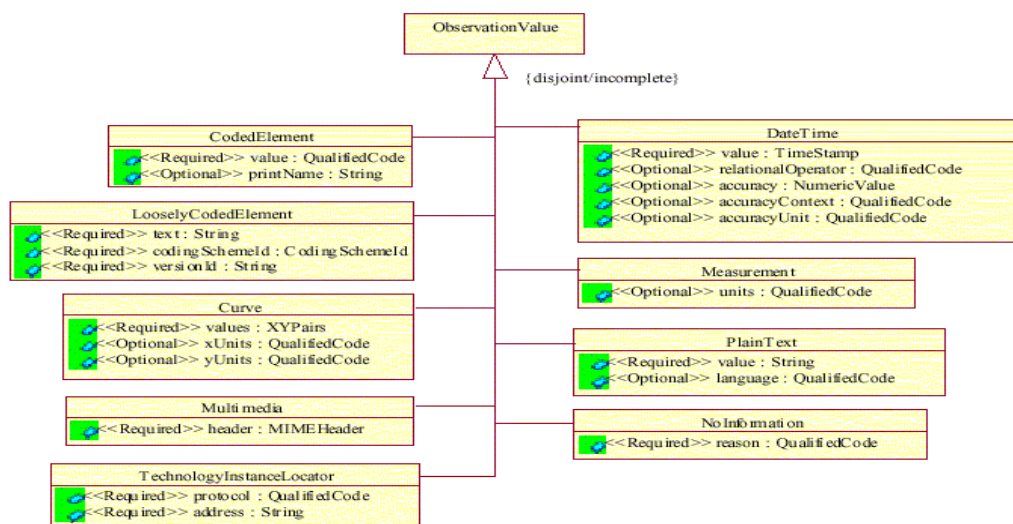 ObservationValue
{disjoint/incomplete}
CodedElement
<<Required>> value : QualifiedCode
<<Optional>> printName : String
LooselyCodedElement
<<Required>> text : String
<<Required>> codingSchemeId : CodingSchemeId
<<Required>> versionId : String
Curve
<<Required>> values : XYPairs
<<Optional>> xUnits : QualifiedCode
<<Optional>> yUnits : QualifiedCode
Multimedia
<<Required>> header : MIMEHeader
TechnologyInstanceLocator
<<Required>> protocol : QualifiedCode
<<Required>> address : String
DateTime
<<Required>> value : TimeStamp
<<Optional>> relationalOperator : QualifiedCode
<<Optional>> accuracy : NumericValue
<<Optional>> accuracyContext : QualifiedCode
<<Optional>> accuracyUnit : QualifiedCode
Measurement
<<Optional>> units : QualifiedCode
PlainText
<<Required>> value : String
<<Optional>> language : QualifiedCode
NoInformation
<<Required>> reason : QualifiedCode